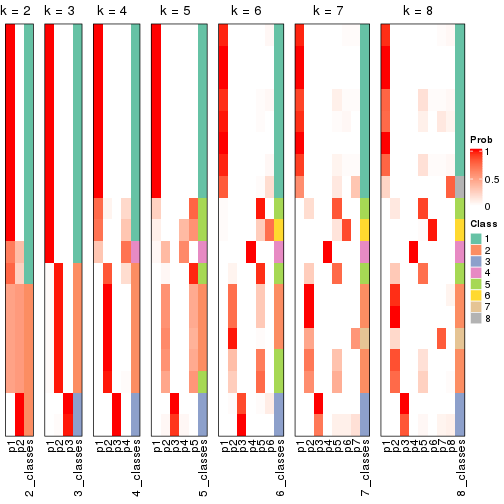 k = 2 k = 3 k = 4 k = 5 k = 6 k = 7 k = 8
Prob
1
0.5
0
Class
1
2
3
4
5
6
7
8
p1 p2 2_classes
p1 p2 p3 3_classes
p1 p2 p3 p4 4_classes
p1 p2 p3 p4 p5 5_classes
p1 p2 p3 p4 p5 p6 6_classes
p1 p2 p3 p4 p5 p6 p7 7_classes
p1 p2 p3 p4 p5 p6 p7 p8 8_classes